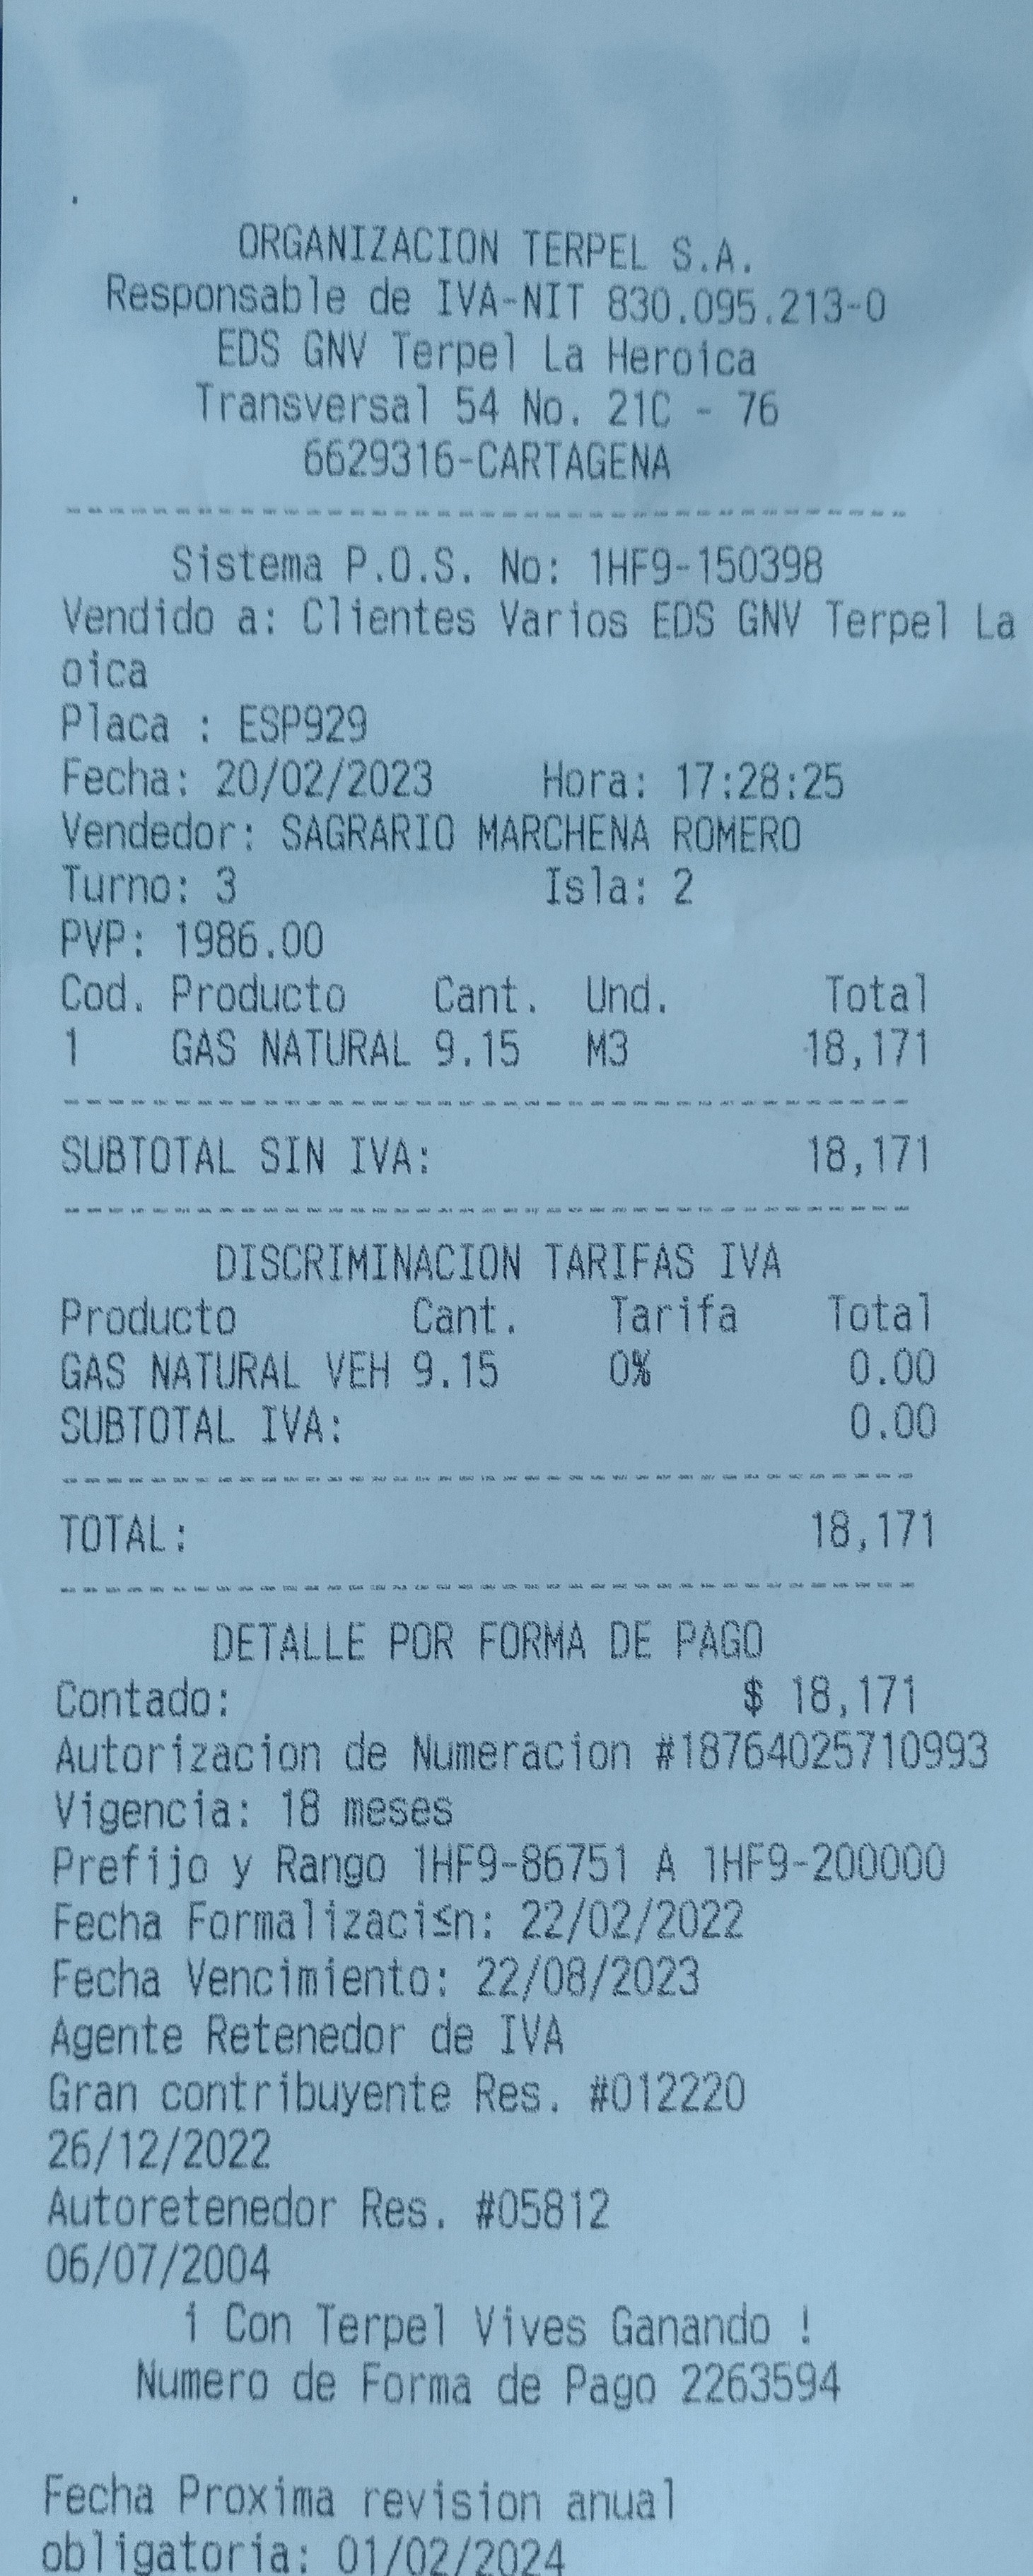 ORGANIZACION TERPEL S.A.
Responsable de IVA-NIT 830.095.213-0
EDS GNV Terpel La Heroica
Transversal 54 No. 21C - 76
6629316-CARTAGENA
Sistema P.O.S. No: 1HF9-150398
Vendido a: Clientes Varios EDS GNV Terpel La
oica
Placa : ESP929
Fecha: 20/02/2023 Hora: 17:28:25
Vendedor: SAGRARIO MARCHENA ROMERO
Turno: 3 Isla: 2
PVP: 1986.00
Cod. Producto Cant. Und. Total
1 GAS NATURAL 9.15 M3 18,171
SUBTOTAL SIN IVA: 18,171
DISCRIMINACION TARIFAS IVA
Producto Cant. Tarifa Total
GAS NATURAL VEH 9.15 0% 0.00
SUBTOTAL IVA: 0.00
TOTAL: 18,171
DETALLE POR FORMA DE PAGO
Contado: $ 18,171
Autorizacion de Numeracion #18764025710993
Vigencia: 18 meses
Prefijo y Rango 1HF9-86751 A 1HF9-200000
Fecha Formalizaci≤n: 22/02/2022
Fecha Vencimiento: 22/08/2023
Agente Retenedor de IVA
Gran contribuyente Res. #012220
26/12/2022
Autoretenedor Res. #05812
06/07/2004
¡ Con Terpel Vives Ganando !
Numero de Forma de Pago 2263594
Fecha Proxima revision anual
obligatoria: 01/02/2024